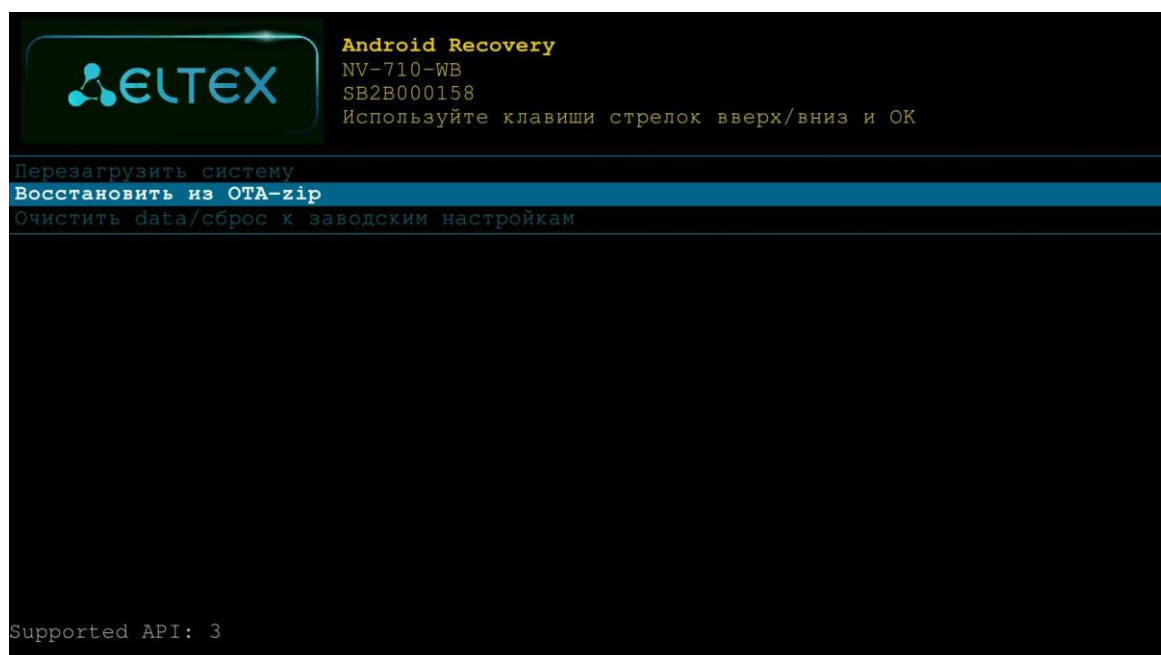 ELTEX
Android Recovery
NV-710-WB
SB2B000158
Используйте клавиши стрелок вверх/вниз и OK
Перезагрузить систему
Восстановить из OTA-zip
Очистить data/сброс к заводским настройкам
Supported API: 3